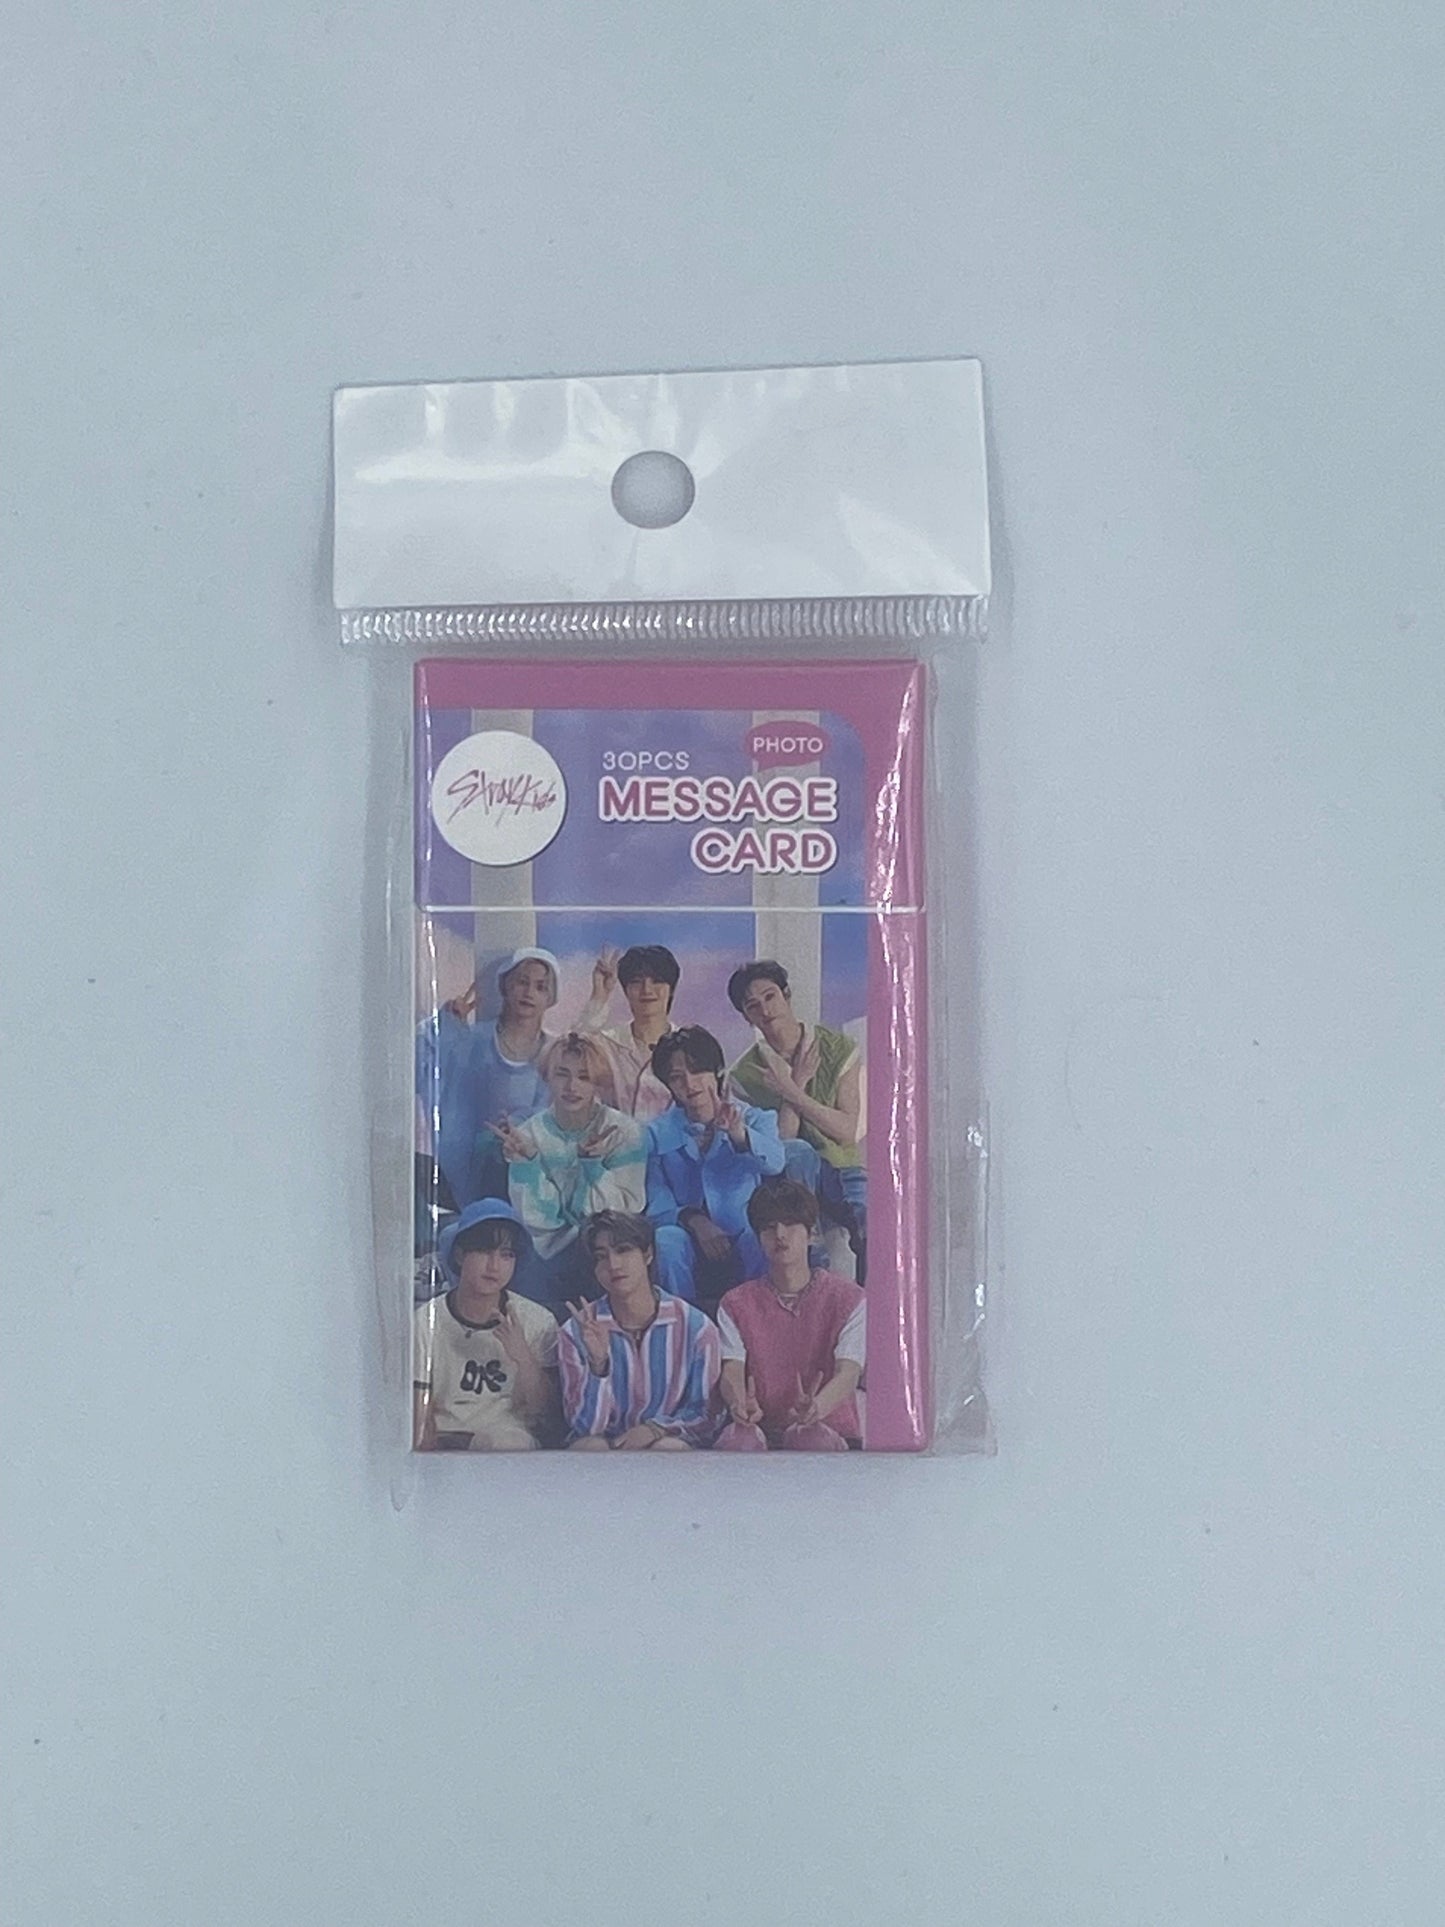 Stray Kids
PHOTO
30PCS
MESSAGE
CARD